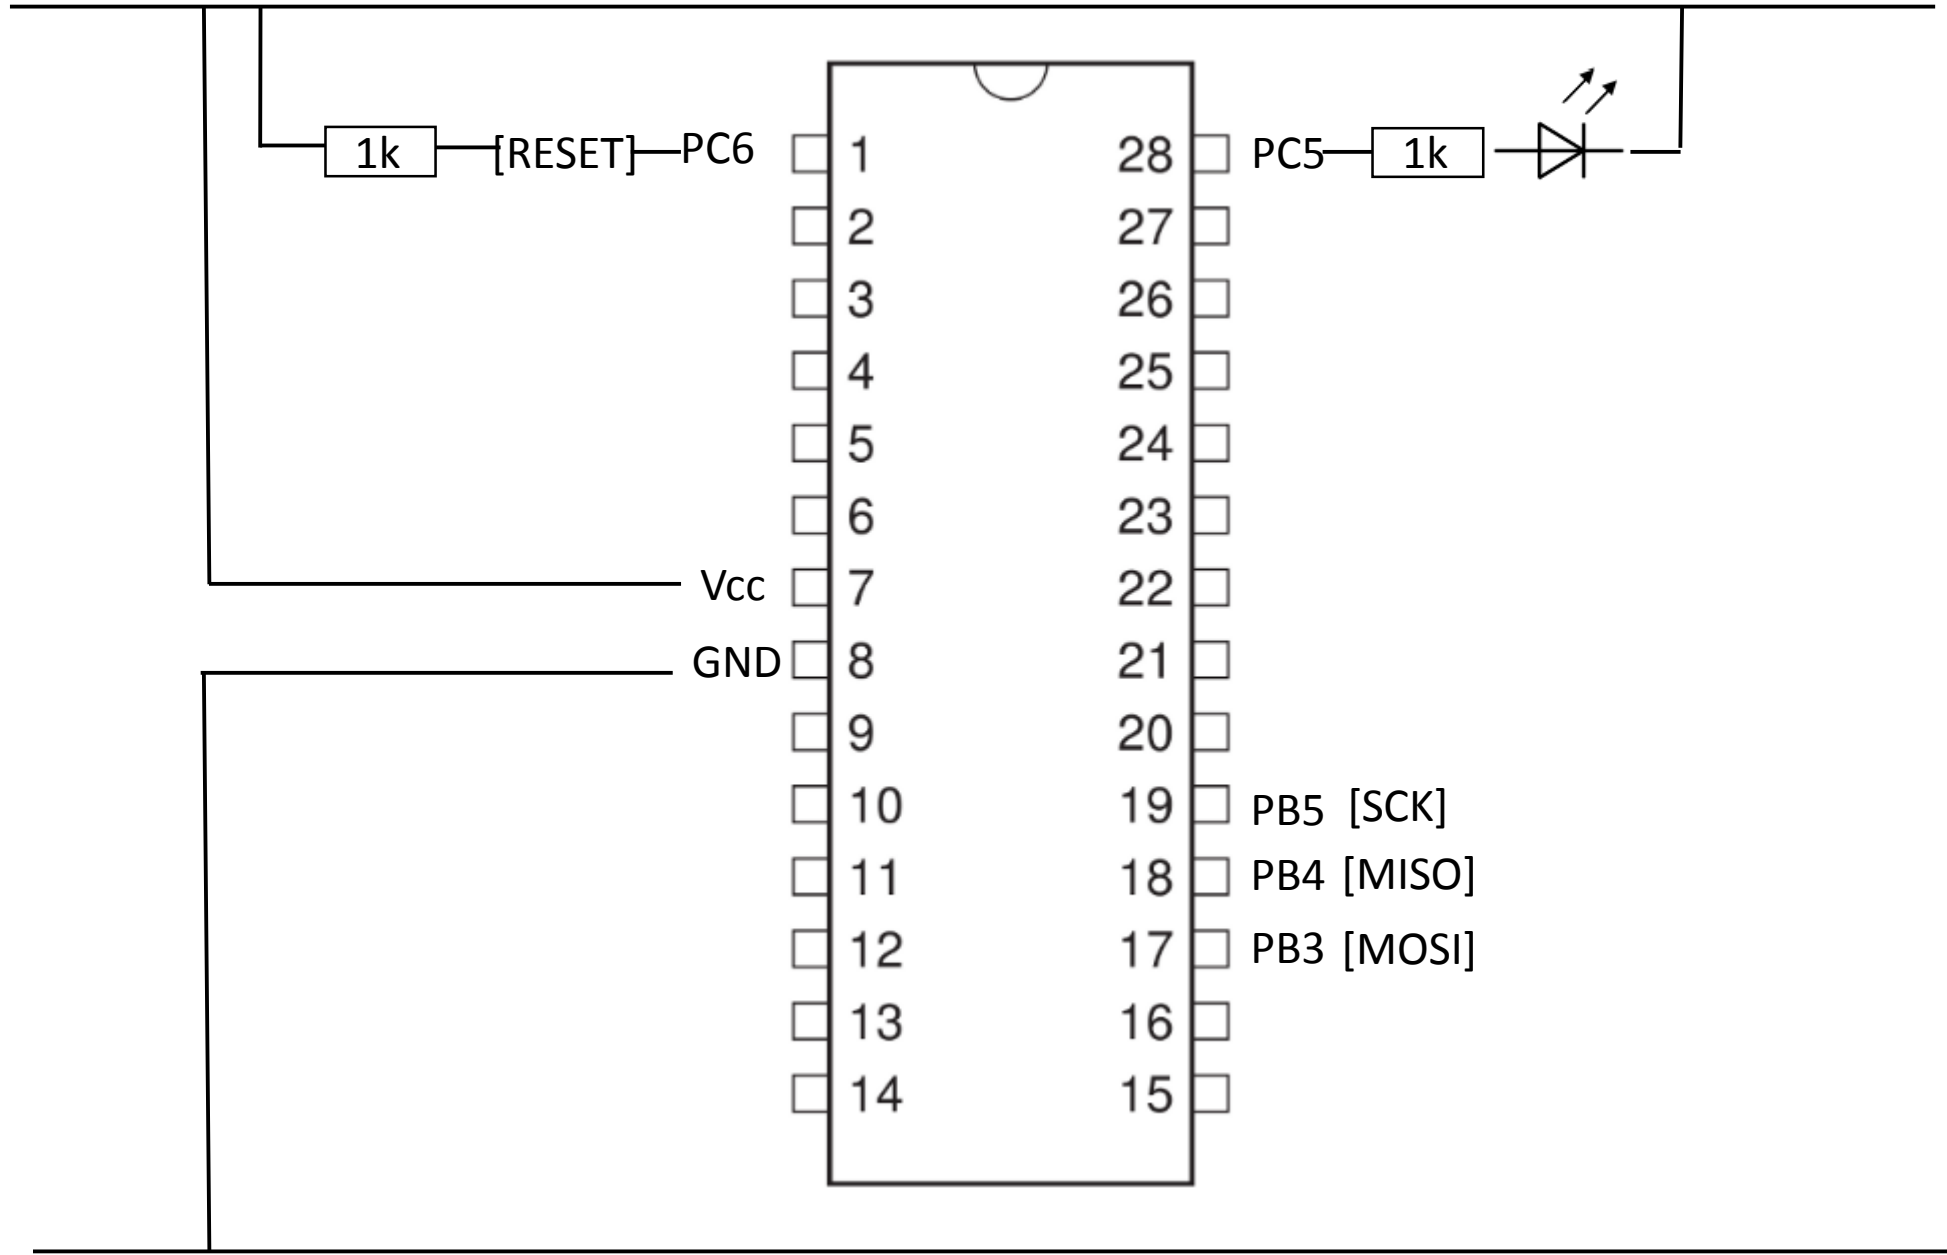 1k [RESET] PC6 1 28 PC5 1k
2 27
3 26
4 25
5 24
6 23
Vcc 7 22
GND 8 21
9 20
10 19 PB5 [SCK]
11 18 PB4 [MISO]
12 17 PB3 [MOSI]
13 16
14 15